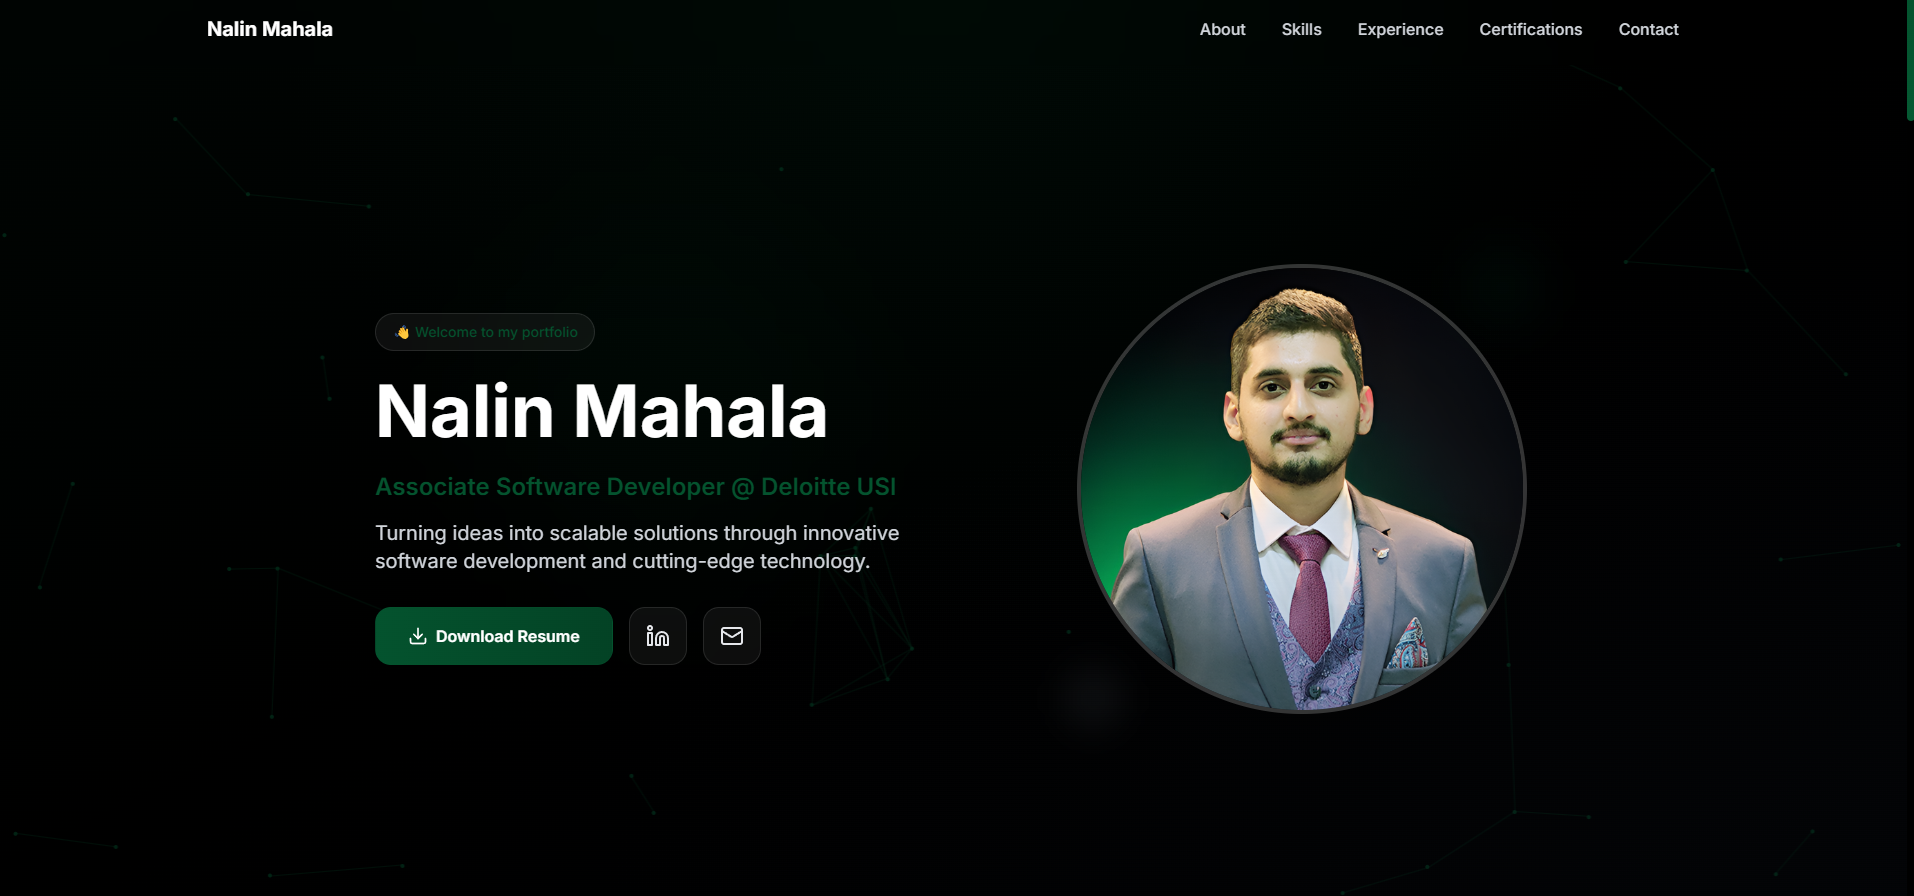 Nalin Mahala
About Skills Experience Certifications Contact
👋 Welcome to my portfolio
Nalin Mahala
Associate Software Developer @ Deloitte USI
Turning ideas into scalable solutions through innovative
software development and cutting-edge technology.
Download Resume